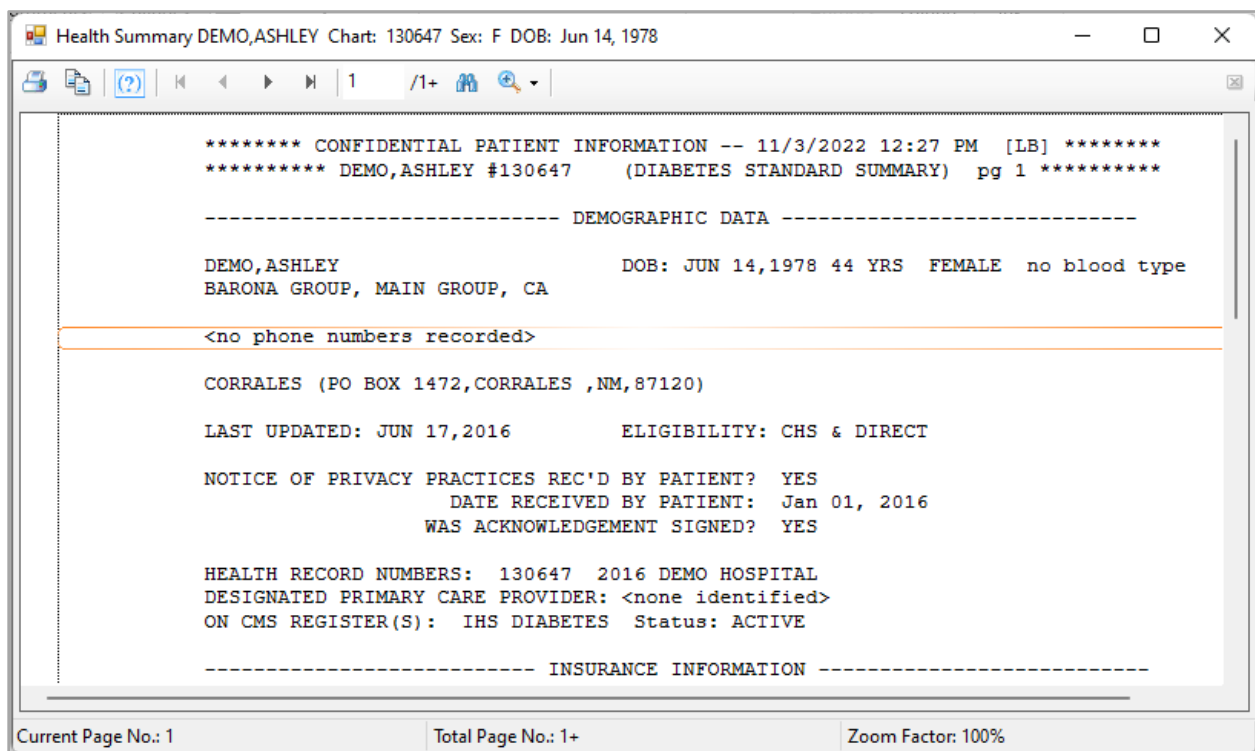 Health Summary DEMO,ASHLEY Chart: 130647 Sex: F DOB: Jun 14, 1978
(?) 1 /1+
******** CONFIDENTIAL PATIENT INFORMATION -- 11/3/2022 12:27 PM [LB] ********
********** DEMO,ASHLEY #130647 (DIABETES STANDARD SUMMARY) pg 1 **********
----------------------------- DEMOGRAPHIC DATA -----------------------------
DEMO,ASHLEY DOB: JUN 14,1978 44 YRS FEMALE no blood type
BARONA GROUP, MAIN GROUP, CA
<no phone numbers recorded>
CORRALES (PO BOX 1472,CORRALES ,NM,87120)
LAST UPDATED: JUN 17,2016 ELIGIBILITY: CHS & DIRECT
NOTICE OF PRIVACY PRACTICES REC'D BY PATIENT? YES
DATE RECEIVED BY PATIENT: Jan 01, 2016
WAS ACKNOWLEDGEMENT SIGNED? YES
HEALTH RECORD NUMBERS: 130647 2016 DEMO HOSPITAL
DESIGNATED PRIMARY CARE PROVIDER: <none identified>
ON CMS REGISTER(S): IHS DIABETES Status: ACTIVE
--------------------------- INSURANCE INFORMATION ---------------------------
Current Page No.: 1 Total Page No.: 1+ Zoom Factor: 100%